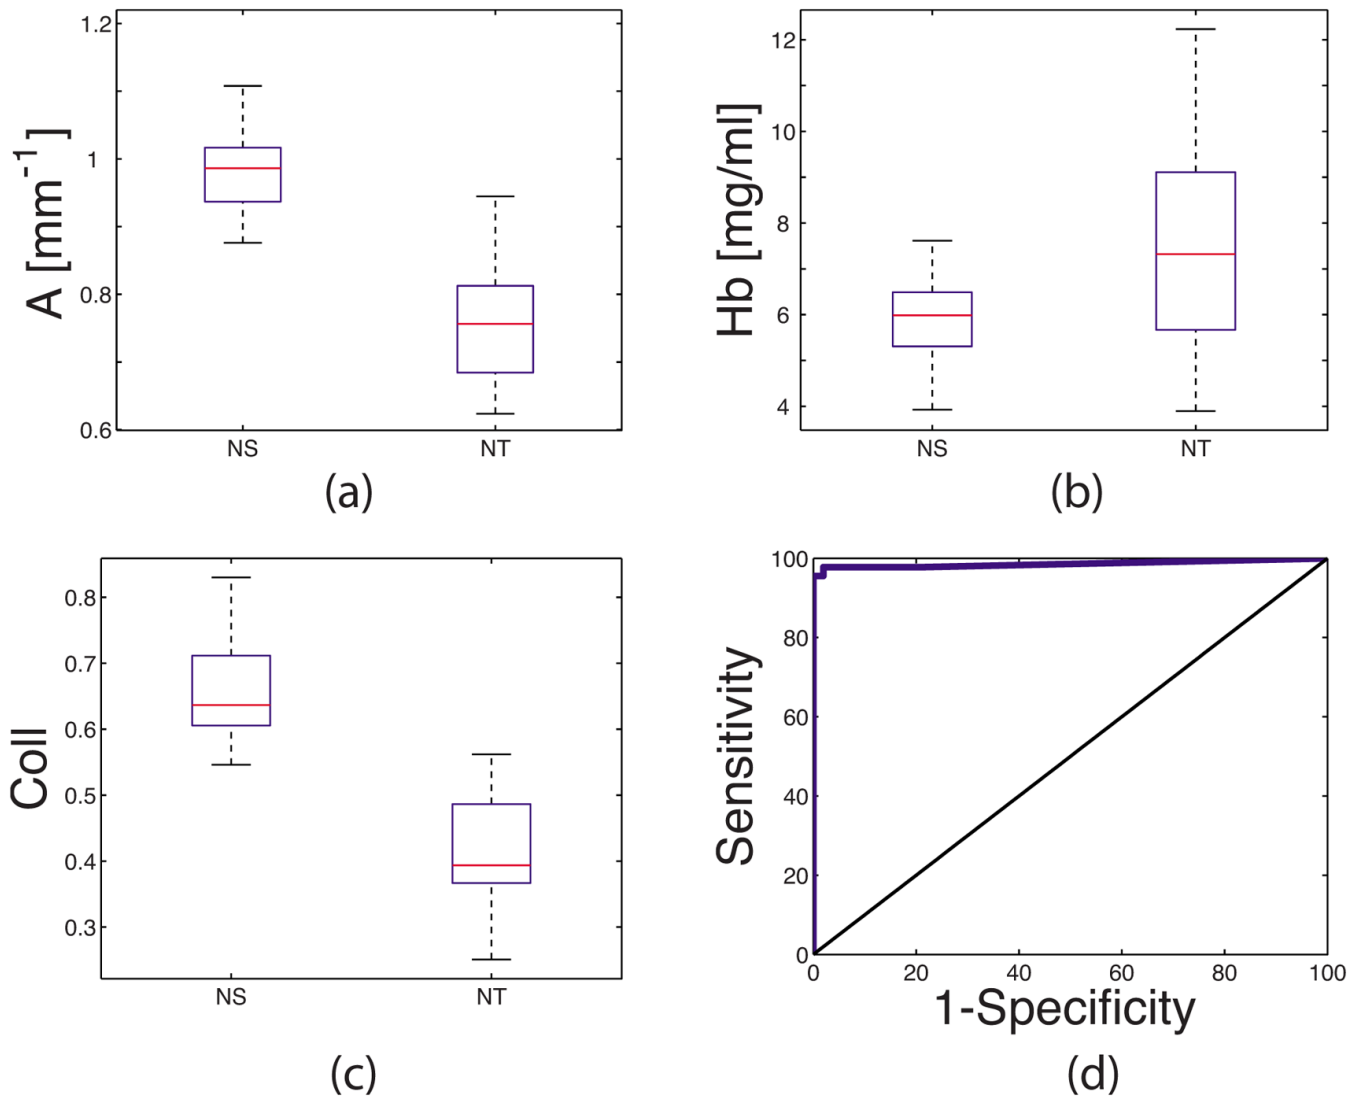 1.2
1
0.8
0.6
A [mm⁻¹]
NS NT
(a)
12
10
8
6
4
Hb [mg/ml]
NS NT
(b)
0.8
0.7
0.6
0.5
0.4
0.3
Coll
NS NT
(c)
100
80
60
40
20
0
Sensitivity
0 20 40 60 80 100
1-Specificity
(d)